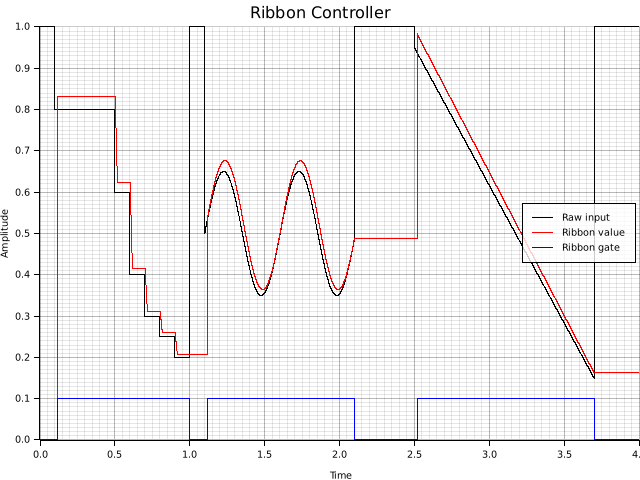 Ribbon Controller
1.0
0.9
0.8
0.7
0.6
0.5
0.4
0.3
0.2
0.1
0.0
Amplitude
Raw input
Ribbon value
Ribbon gate
0.0 0.5 1.0 1.5 2.0 2.5 3.0 3.5 4.
Time